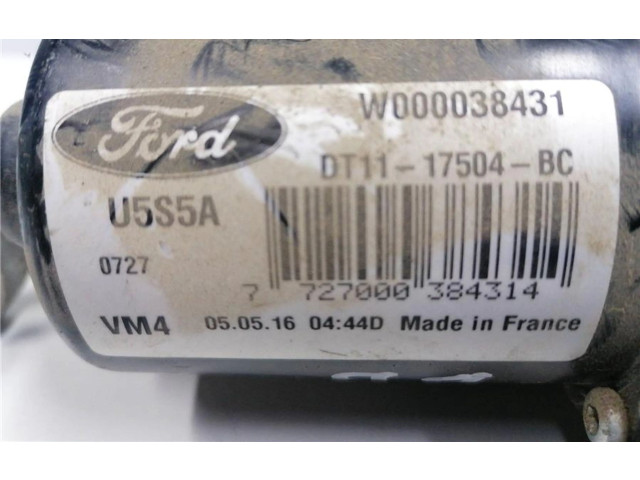 Ford
W000038431
DT11-17504-BC
U5S5A
0727
7 727000 384314
VM4 05.05.16 04:44D Made in France